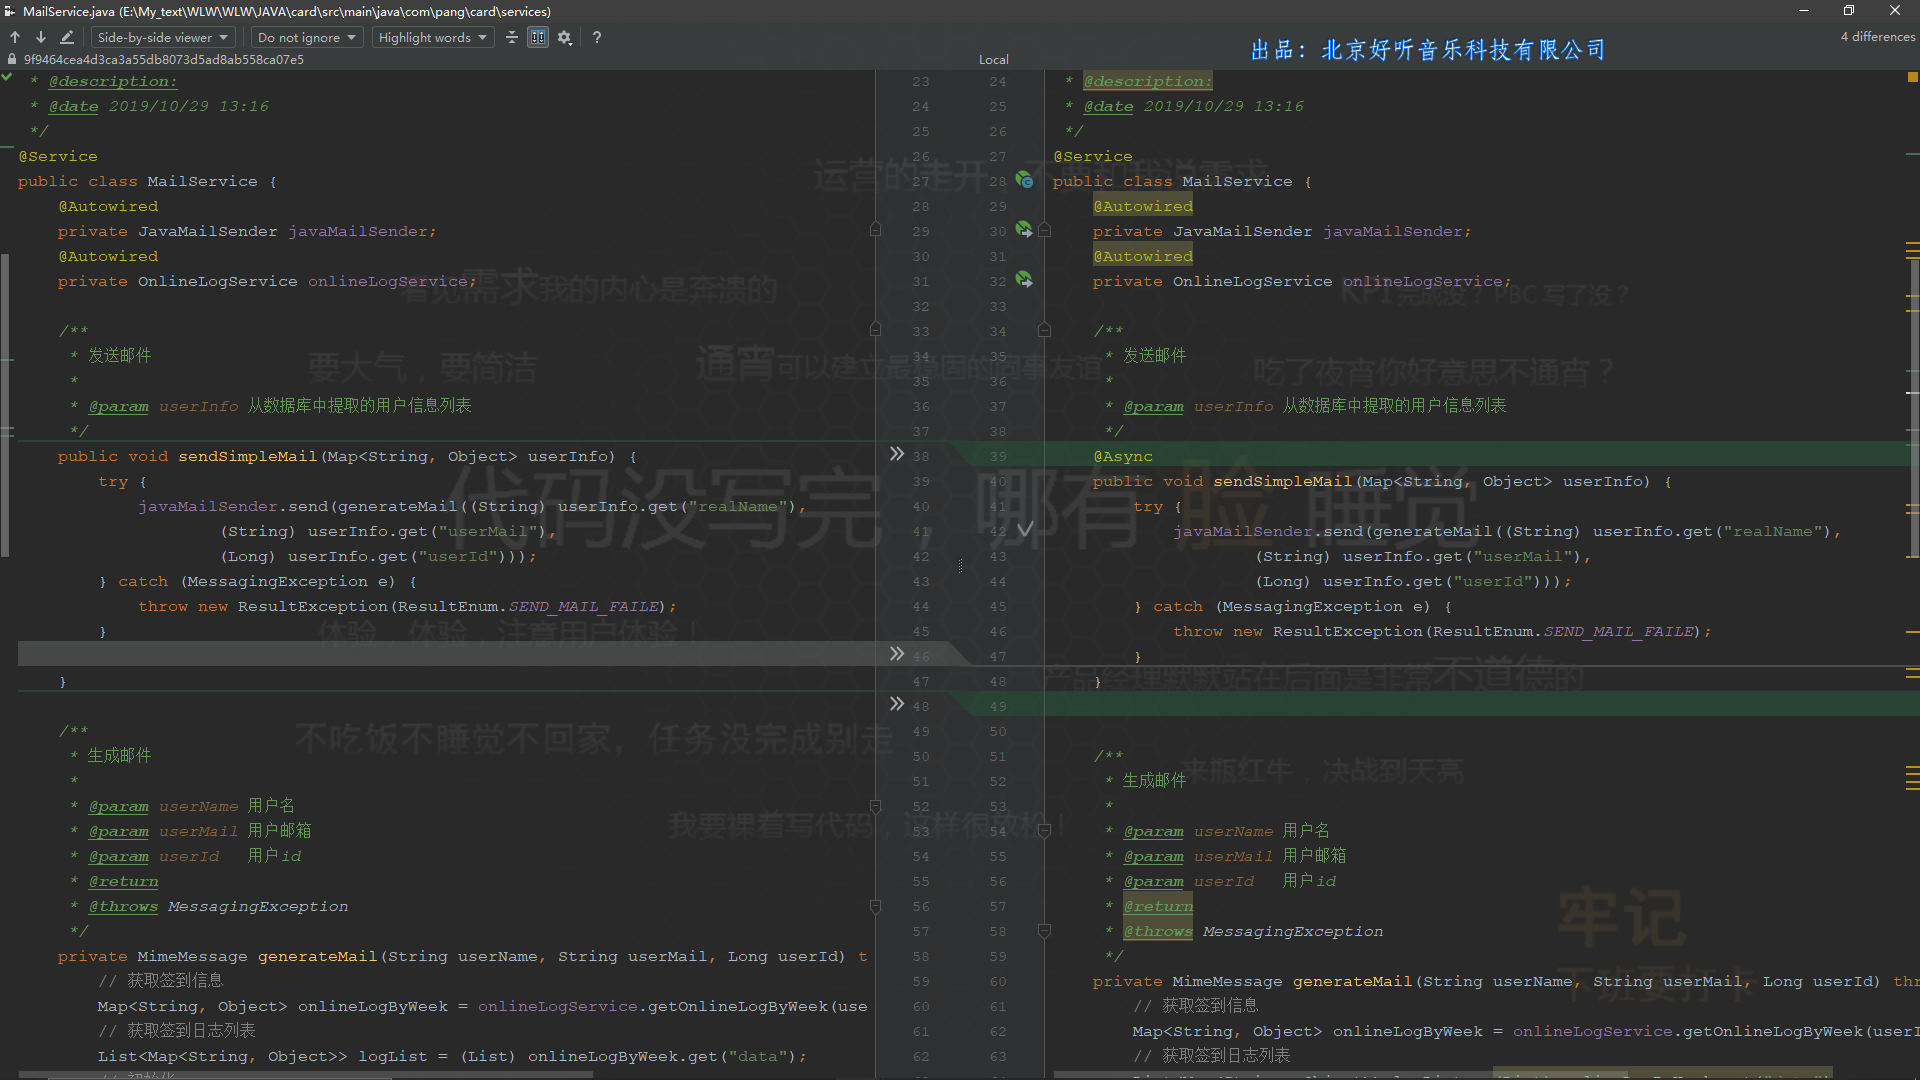 MailService.java (E:\My_text\WLW\WLW\JAVA\card\src\main\java\com\pang\card\services)
Side-by-side viewer Do not ignore Highlight words ? 4 differences
出品：北京好听音乐科技有限公司
9f9464cea4d3ca3a55db8073d5ad8ab558ca07e5 Local
* @description: 23 24 * @description:
* @date 2019/10/29 13:16 24 25 * @date 2019/10/29 13:16
*/ 25 26 */
@Service 26 27 @Service
运营的走开，不要和我说需求
public class MailService { 27 28 public class MailService {
@Autowired 28 29 @Autowired
private JavaMailSender javaMailSender; 29 30 private JavaMailSender javaMailSender;
@Autowired 30 31 @Autowired
private OnlineLogService onlineLogService; 31 32 private OnlineLogService onlineLogService;
看见需求我的内心是奔溃的 KPI 完成没？PBC 写了没？
32 33
/** 33 34 /**
* 发送邮件 34 35 * 发送邮件
要大气，要简洁 通宵可以建立最稳固的同事友谊 吃了夜宵你好意思不通宵？
* 35 36 *
* @param userInfo 从数据库中提取的用户信息列表 36 37 * @param userInfo 从数据库中提取的用户信息列表
*/ 37 38 */
public void sendSimpleMail(Map<String, Object> userInfo) { 38 39 @Async
try { 39 40 public void sendSimpleMail(Map<String, Object> userInfo) {
javaMailSender.send(generateMail((String) userInfo.get("realName"), 40 41 try {
代码没写完 哪有 脸 睡觉
(String) userInfo.get("userMail"), 41 42 javaMailSender.send(generateMail((String) userInfo.get("realName"),
(Long) userInfo.get("userId"))); 42 43 (String) userInfo.get("userMail"),
} catch (MessagingException e) { 43 44 (Long) userInfo.get("userId")));
throw new ResultException(ResultEnum.SEND_MAIL_FAILE); 44 45 } catch (MessagingException e) {
} 45 46 throw new ResultException(ResultEnum.SEND_MAIL_FAILE);
体验，体验，注意用户体验！
46 47 }
} 47 48 }
产品经理默默站在后面是非常不道德的
48 49
/** 49 50
不吃饭不睡觉不回家，任务没完成别走
* 生成邮件 50 51 /**
* 51 52 * 生成邮件
来瓶红牛，决战到天亮
* @param userName 用户名 52 53 *
* @param userMail 用户邮箱 53 54 * @param userName 用户名
我要裸着写代码，这样很放松！
* @param userId 用户id 54 55 * @param userMail 用户邮箱
* @return 55 56 * @param userId 用户id
* @throws MessagingException 56 57 * @return
*/ 57 58 * @throws MessagingException
牢记
private MimeMessage generateMail(String userName, String userMail, Long userId) t 58 59 */
// 获取签到信息 59 60 private MimeMessage generateMail(String userName, String userMail, Long userId) thr
下班要打卡
Map<String, Object> onlineLogByWeek = onlineLogService.getOnlineLogByWeek(use 60 61 // 获取签到信息
// 获取签到日志列表 61 62 Map<String, Object> onlineLogByWeek = onlineLogService.getOnlineLogByWeek(userI
List<Map<String, Object>> logList = (List) onlineLogByWeek.get("data"); 62 63 // 获取签到日志列表